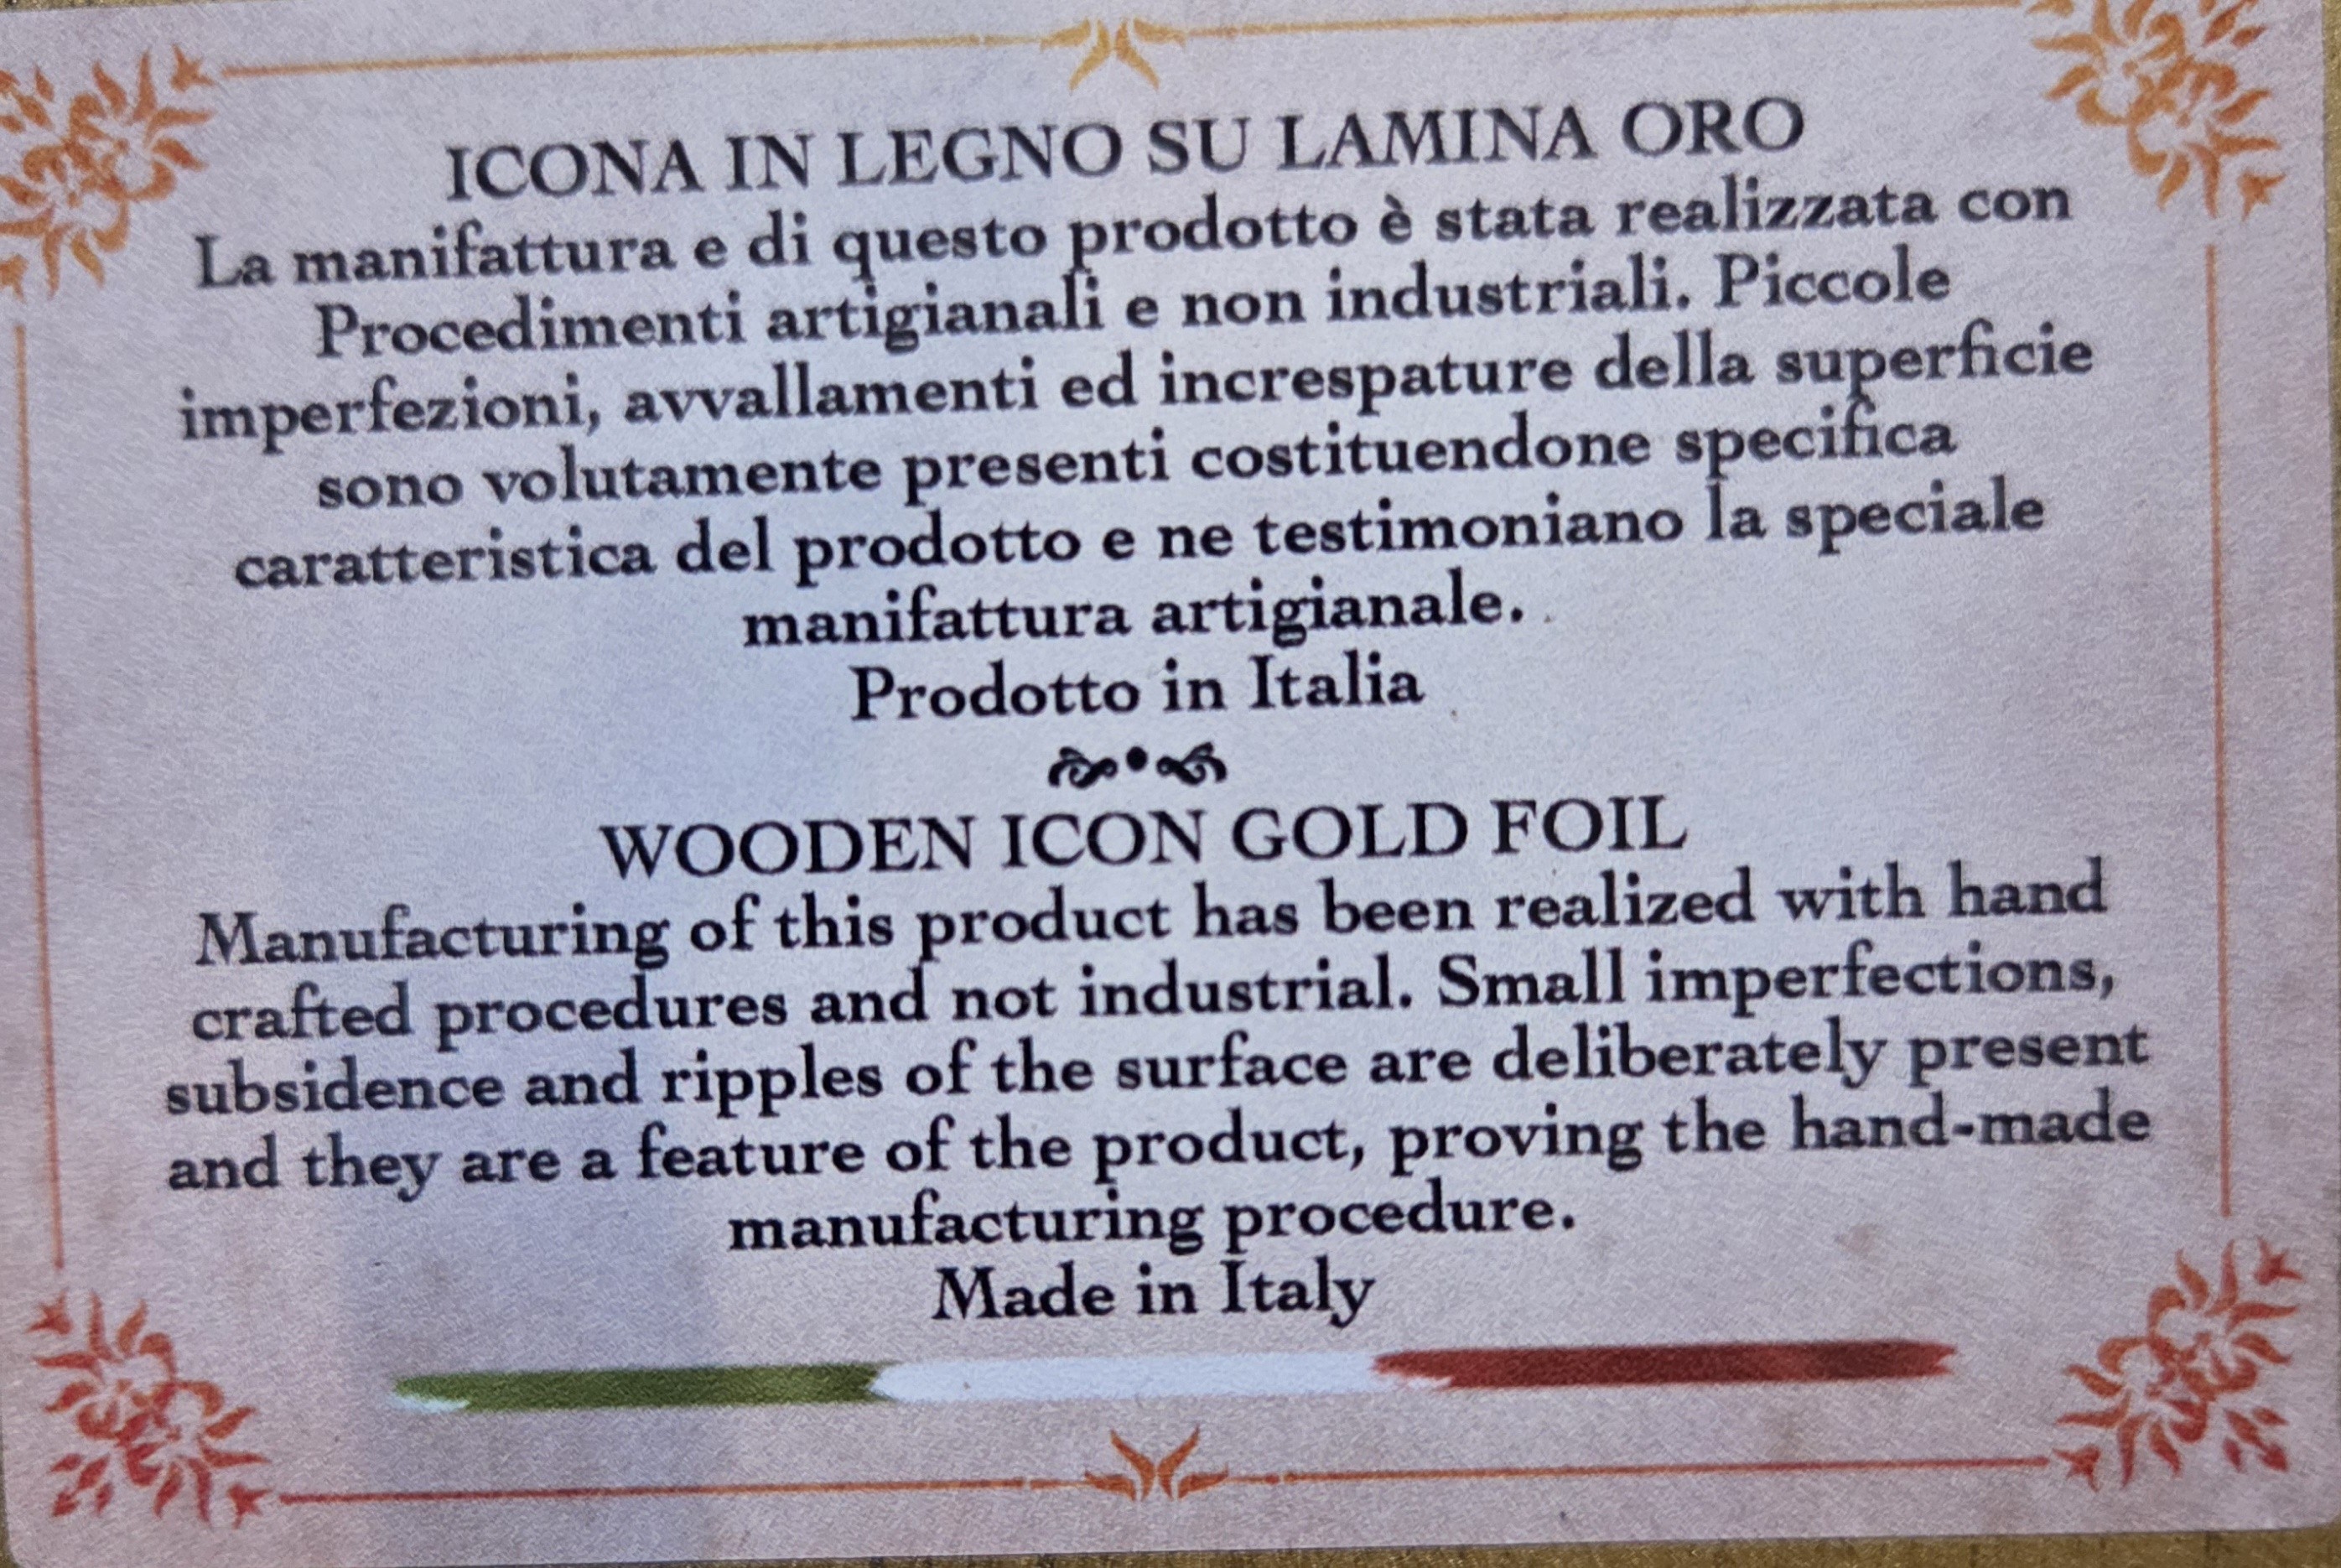 ICONA IN LEGNO SU LAMINA ORO
La manifattura e di questo prodotto è stata realizzata con
Procedimenti artigianali e non industriali. Piccole
imperfezioni, avvallamenti ed increspature della superficie
sono volutamente presenti costituendone specifica
caratteristica del prodotto e ne testimoniano la speciale
manifattura artigianale.
Prodotto in Italia
WOODEN ICON GOLD FOIL
Manufacturing of this product has been realized with hand
crafted procedures and not industrial. Small imperfections,
subsidence and ripples of the surface are deliberately present
and they are a feature of the product, proving the hand-made
manufacturing procedure.
Made in Italy